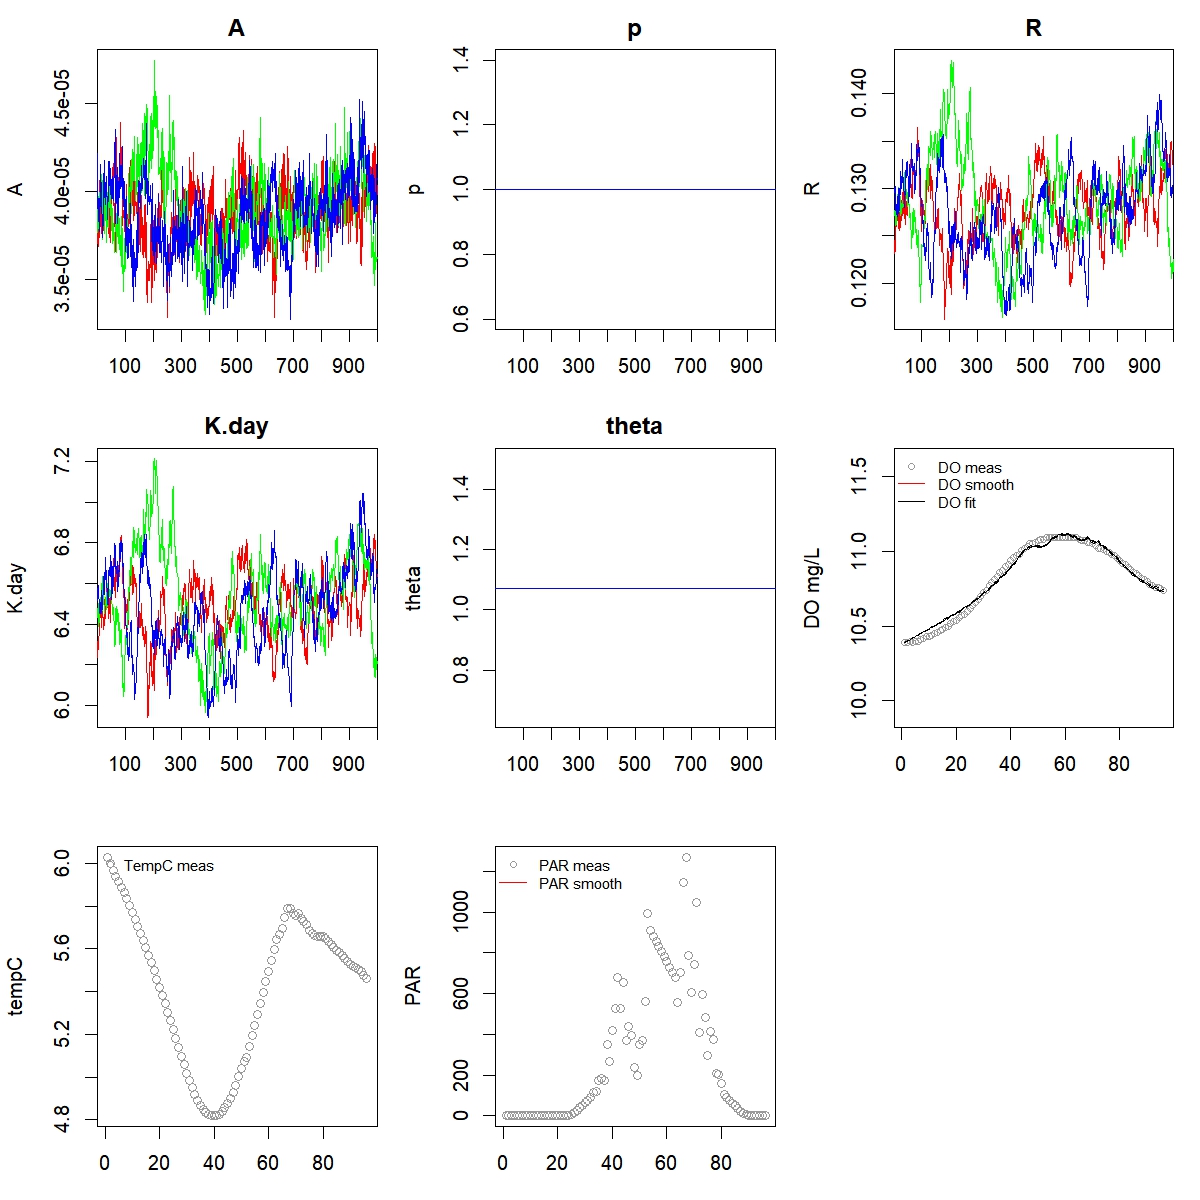 A
p
R
A
3.5e-05 4.0e-05 4.5e-05
100 300 500 700 900
p
0.6 0.8 1.0 1.2 1.4
100 300 500 700 900
R
0.120 0.130 0.140
100 300 500 700 900
K.day
theta
K.day
6.0 6.4 6.8 7.2
100 300 500 700 900
theta
0.8 1.0 1.2 1.4
100 300 500 700 900
DO mg/L
10.0 10.5 11.0 11.5
DO meas
DO smooth
DO fit
0 20 40 60 80
tempC
4.8 5.2 5.6 6.0
TempC meas
0 20 40 60 80
PAR
0 200 600 1000
PAR meas
PAR smooth
0 20 40 60 80